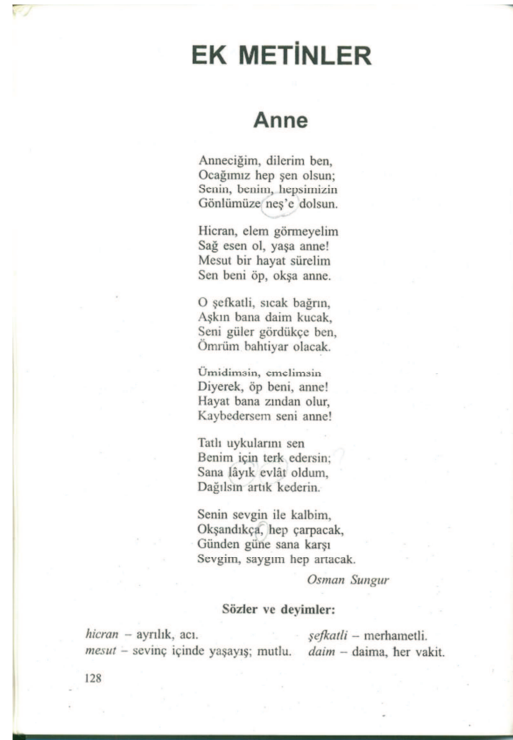 EK METİNLER
Anne
Anneciğim, dilerim ben,
Ocağımız hep şen olsun;
Senin, benim, hepsimizin
Gönlümüze neş'e dolsun.
Hicran, elem görmeyelim
Sağ esen ol, yaşa anne!
Mesut bir hayat sürelim
Sen beni öp, okşa anne.
O şefkatli, sıcak bağrın,
Aşkın bana daim kucak,
Seni güler gördükçe ben,
Ömrüm bahtiyar olacak.
Ümidimsin, emelimsin
Diyerek, öp beni, anne!
Hayat bana zından olur,
Kaybedersem seni anne!
Tatlı uykularını sen
Benim için terk edersin;
Sana lâyık evlât oldum,
Dağılsın artık kederin.
Senin sevgin ile kalbim,
Okşandıkça, hep çarpacak,
Günden güne sana karşı
Sevgim, saygım hep artacak.
Osman Sungur
Sözler ve deyimler:
hicran – ayrılık, acı. şefkatli – merhametli.
mesut – sevinç içinde yaşayış; mutlu. daim – daima, her vakit.
128